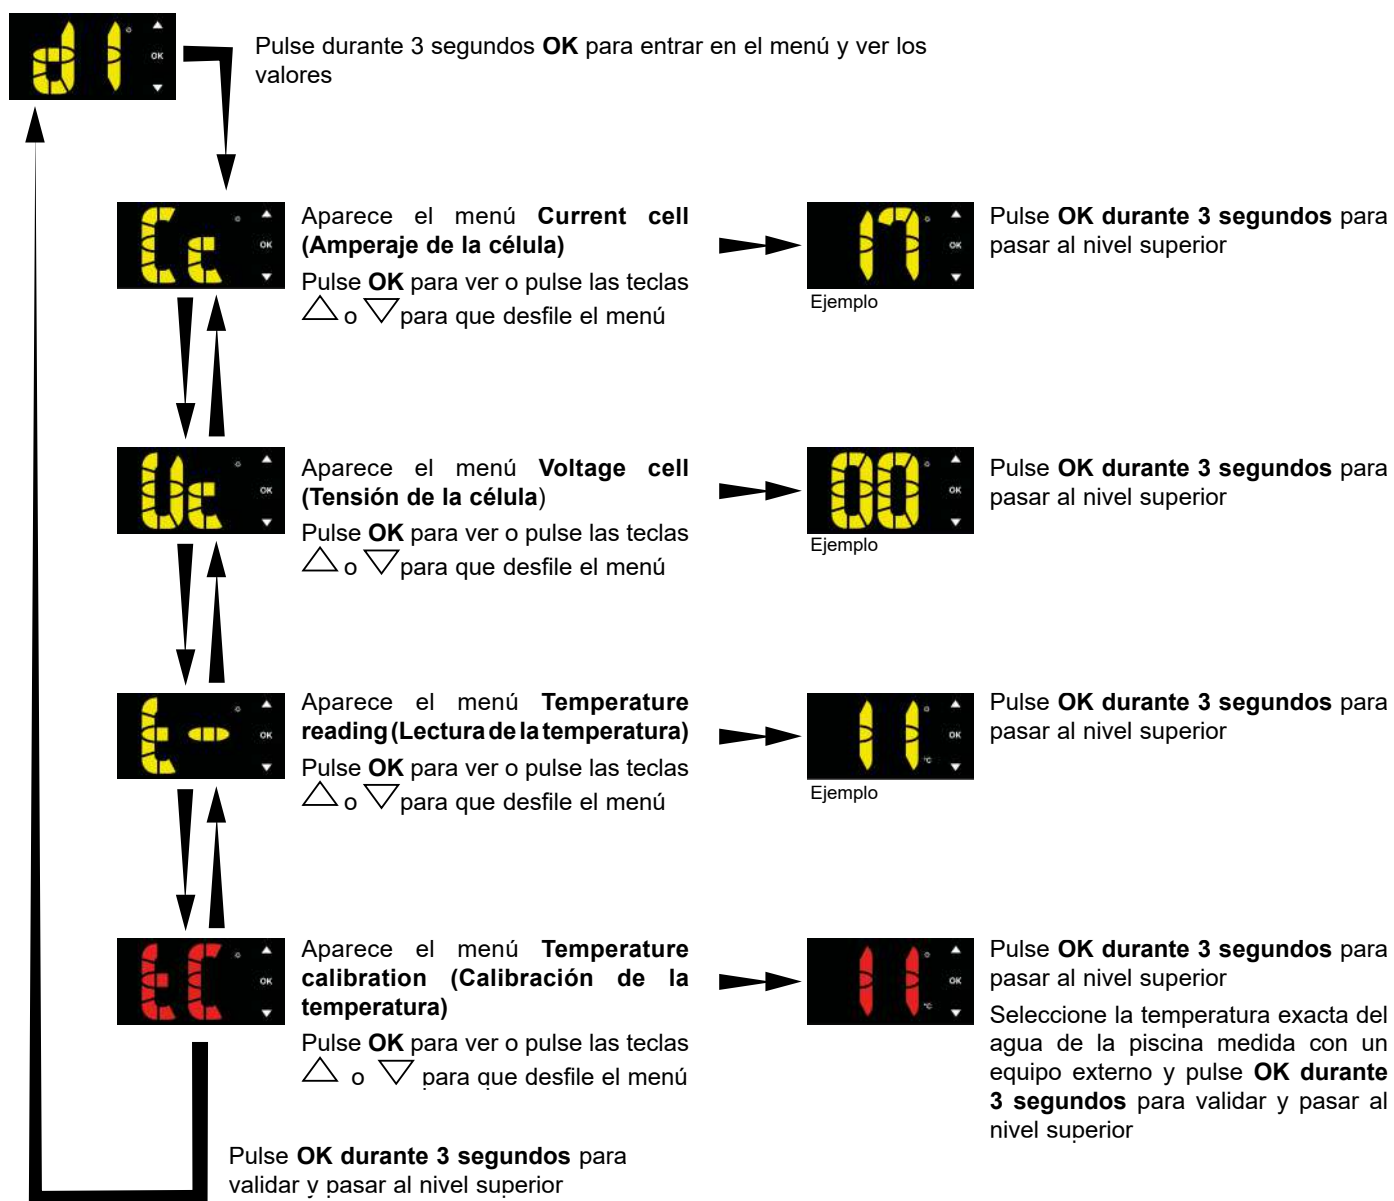 d1
OK
Pulse durante 3 segundos OK para entrar en el menú y ver los
valores
Cc
OK
Aparece el menú Current cell
(Amperaje de la célula)
Pulse OK para ver o pulse las teclas
△ o ▽ para que desfile el menú
17
OK
Ejemplo
Pulse OK durante 3 segundos para
pasar al nivel superior
Uc
OK
Aparece el menú Voltage cell
(Tensión de la célula)
Pulse OK para ver o pulse las teclas
△ o ▽ para que desfile el menú
00
OK
Ejemplo
Pulse OK durante 3 segundos para
pasar al nivel superior
t-
OK
Aparece el menú Temperature
reading (Lectura de la temperatura)
Pulse OK para ver o pulse las teclas
△ o ▽ para que desfile el menú
11
OK
°C
Ejemplo
Pulse OK durante 3 segundos para
pasar al nivel superior
tC
OK
Aparece el menú Temperature
calibration (Calibración de la
temperatura)
Pulse OK para ver o pulse las teclas
△ o ▽ para que desfile el menú
11
OK
°C
Pulse OK durante 3 segundos para
pasar al nivel superior
Seleccione la temperatura exacta del
agua de la piscina medida con un
equipo externo y pulse OK durante
3 segundos para validar y pasar al
nivel superior
Pulse OK durante 3 segundos para
validar y pasar al nivel superior